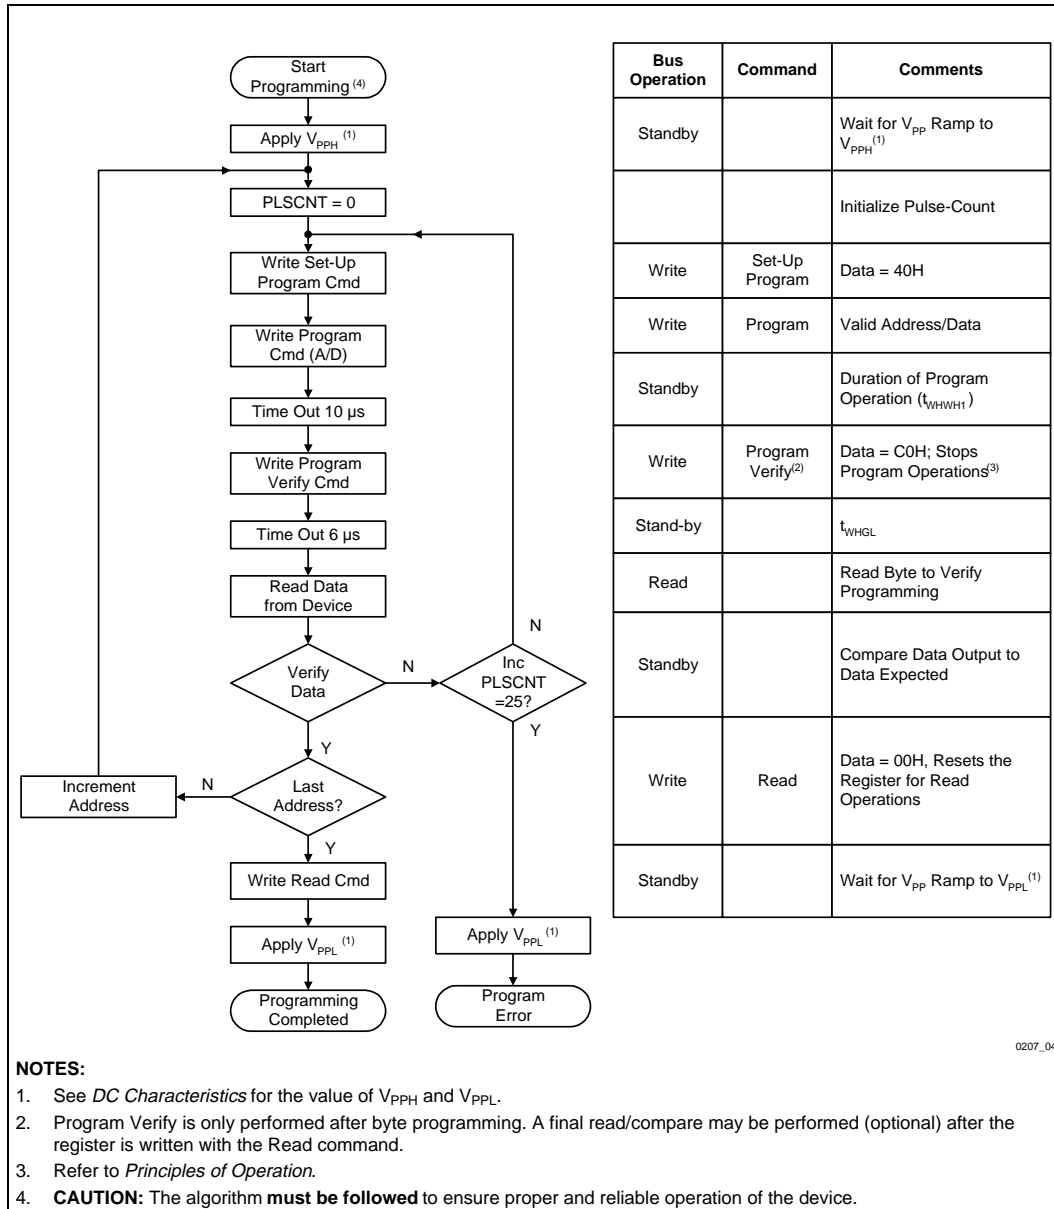 Start
Programming (4)
Apply VPPH (1)
PLSCNT = 0
Write Set-Up
Program Cmd
Write Program
Cmd (A/D)
Time Out 10 µs
Write Program
Verify Cmd
Time Out 6 µs
Read Data
from Device
Verify
Data
N
Inc
PLSCNT
=25?
N
Y
Y
Last
Address?
N
Increment
Address
Y
Write Read Cmd
Apply VPPL (1)
Programming
Completed
Apply VPPL (1)
Program
Error
Bus
Operation
Command
Comments
Standby
Wait for VPP Ramp to
VPPH(1)
Initialize Pulse-Count
Write
Set-Up
Program
Data = 40H
Write
Program
Valid Address/Data
Standby
Duration of Program
Operation (tWHWH1)
Write
Program
Verify(2)
Data = C0H; Stops
Program Operations(3)
Stand-by
tWHGL
Read
Read Byte to Verify
Programming
Standby
Compare Data Output to
Data Expected
Write
Read
Data = 00H, Resets the
Register for Read
Operations
Standby
Wait for VPP Ramp to VPPL(1)
0207_04
NOTES:
1. See DC Characteristics for the value of VPPH and VPPL.
2. Program Verify is only performed after byte programming. A final read/compare may be performed (optional) after the
register is written with the Read command.
3. Refer to Principles of Operation.
4. CAUTION: The algorithm must be followed to ensure proper and reliable operation of the device.